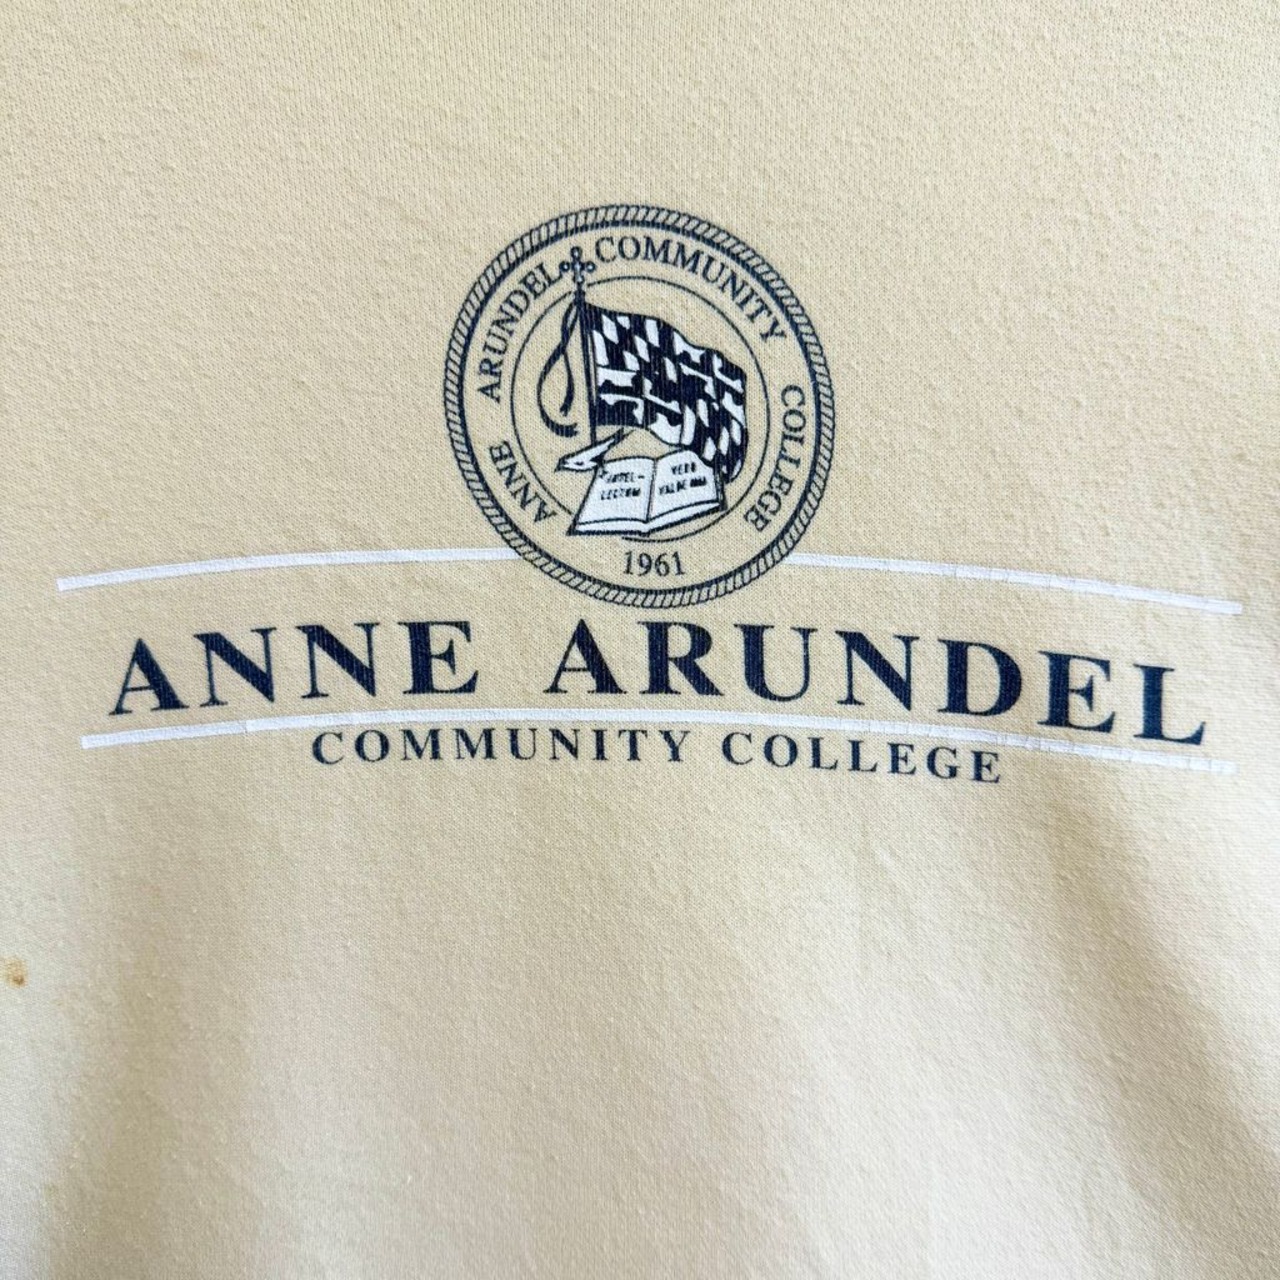 ANNE ARUNDEL COMMUNITY COLLEGE
1961
ANNE ARUNDEL
COMMUNITY COLLEGE